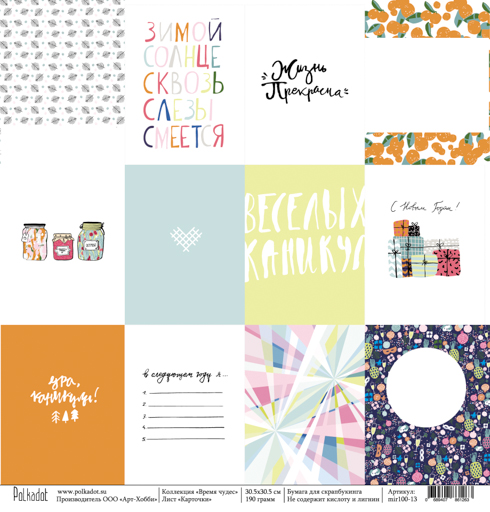 ЗИМОЙ
СОЛНЦЕ
СКВОЗЬ
СЛЕЗЫ
СМЕЕТСЯ
Жизнь
Прекрасна
ВЕСЕЛЫХ
КАНИКУЛ
С Новым Годом!
ура,
каникулы!
в следующем году я...
1
2
3
4
5
Polkadot
www.polkadot.su
Производитель ООО «Арт-Хобби»
Коллекция «Время чудес»
Лист «Карточки»
30.5х30.5 см
190 грамм
Бумага для скрапбукинга
Не содержит кислоту и лигнин
Артикул:
mir100-13